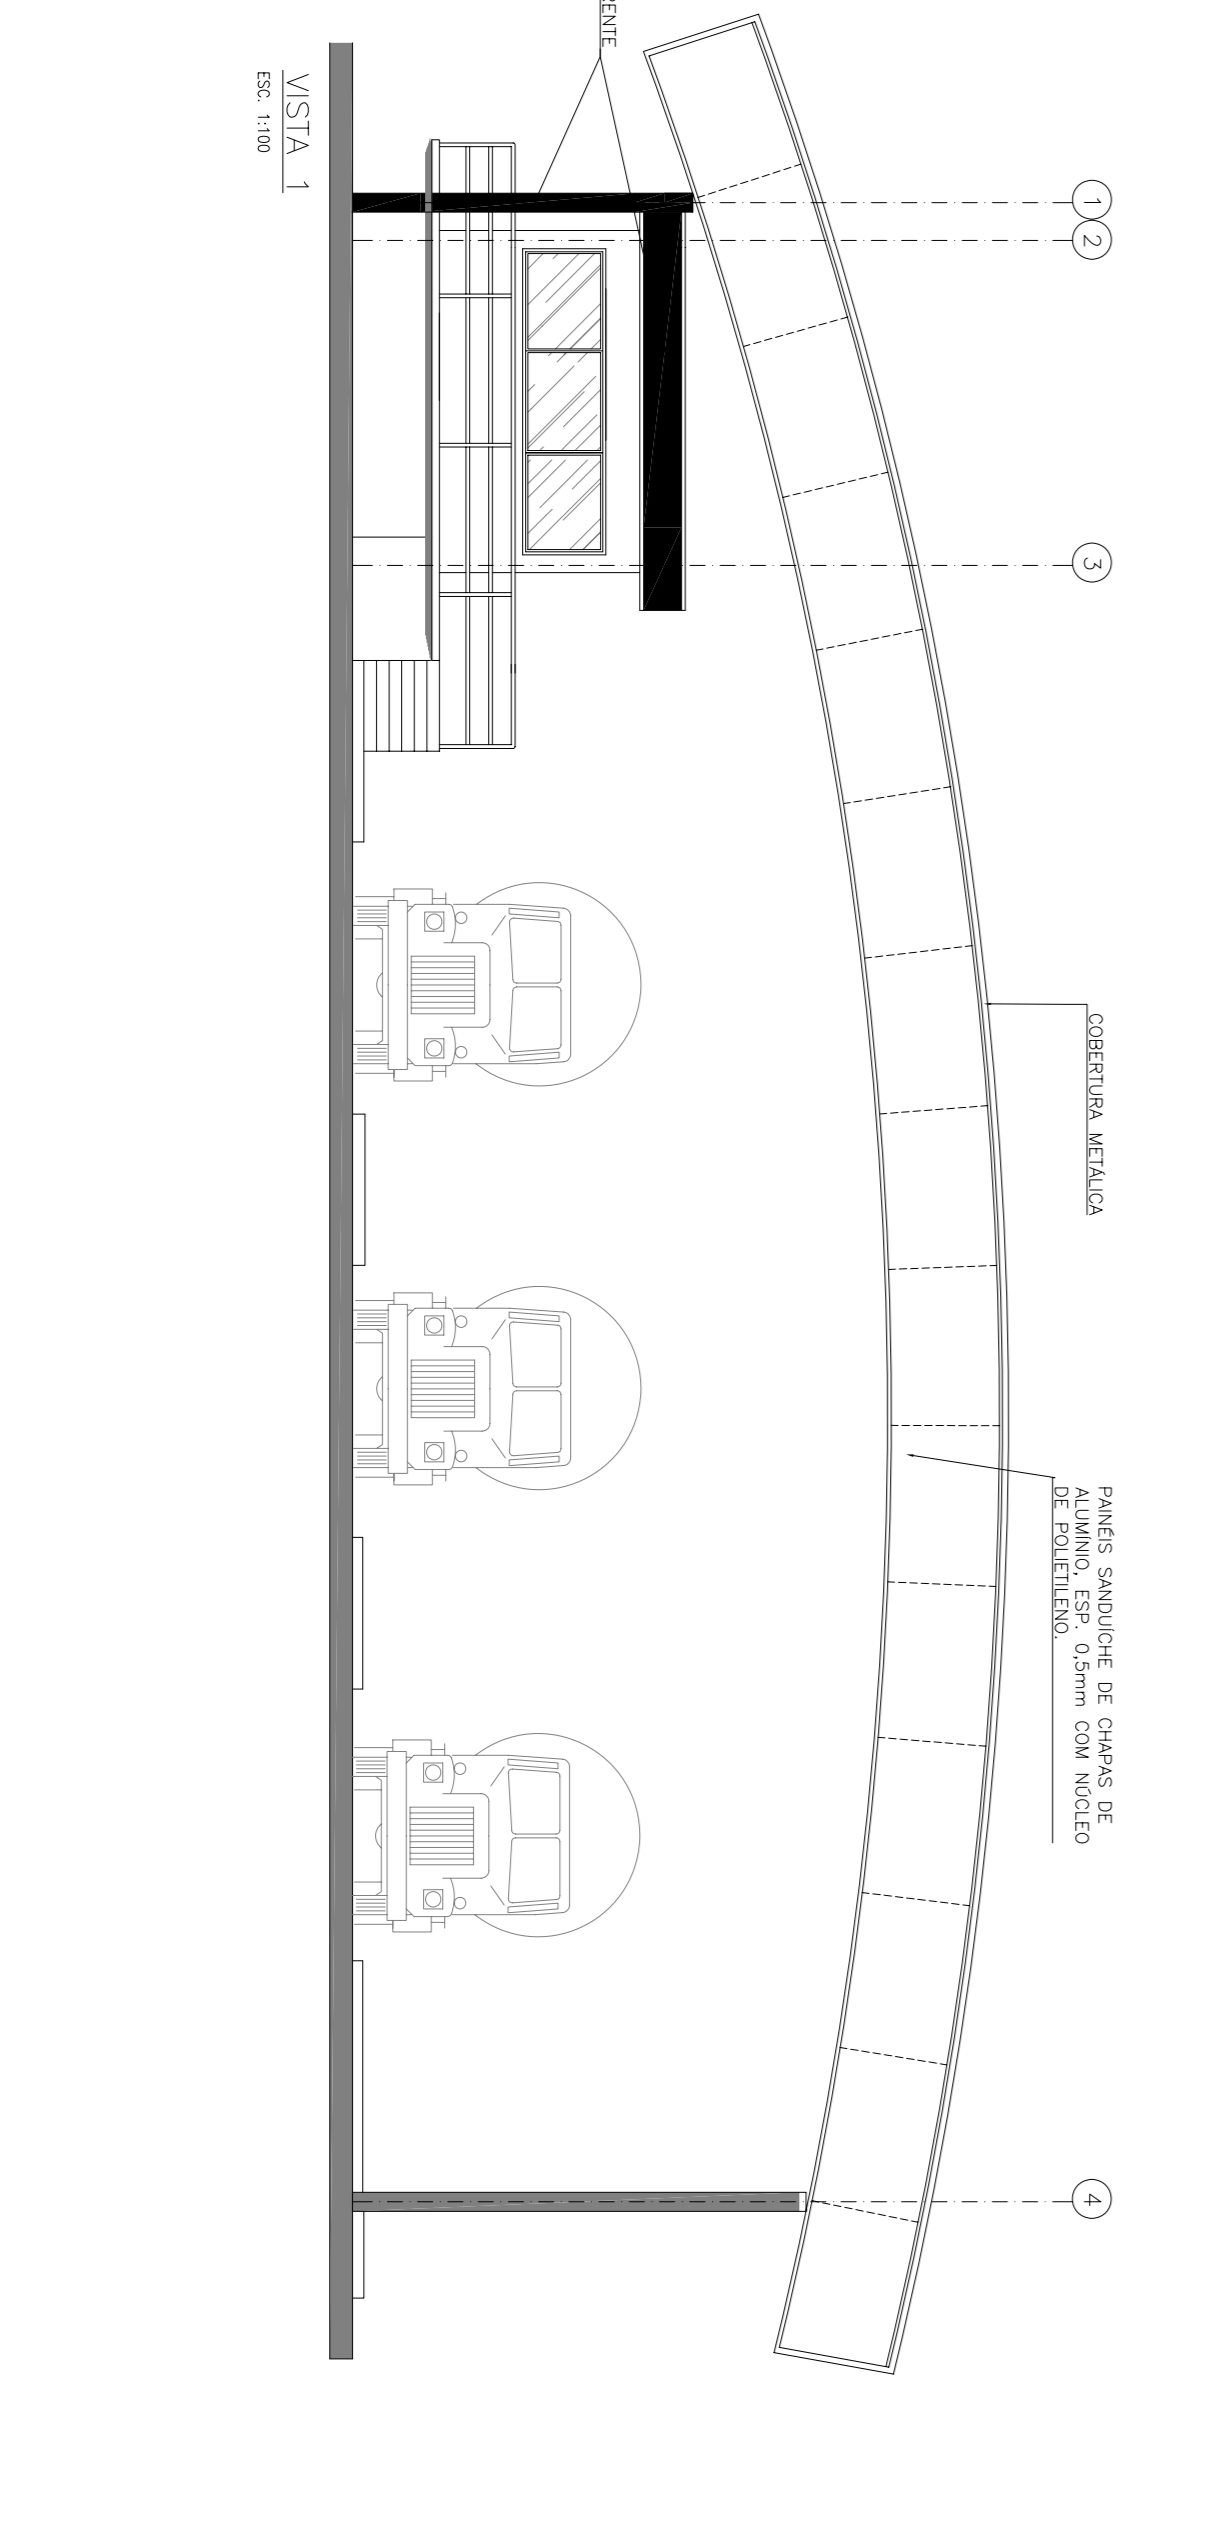 1
2
3
4
COBERTURA METÁLICA
PAINÉIS SANDUÍCHE DE CHAPAS DE
ALUMÍNIO, ESP. 0,5mm COM NÚCLEO
DE POLIETILENO.
VISTA 1
ESC. 1:100